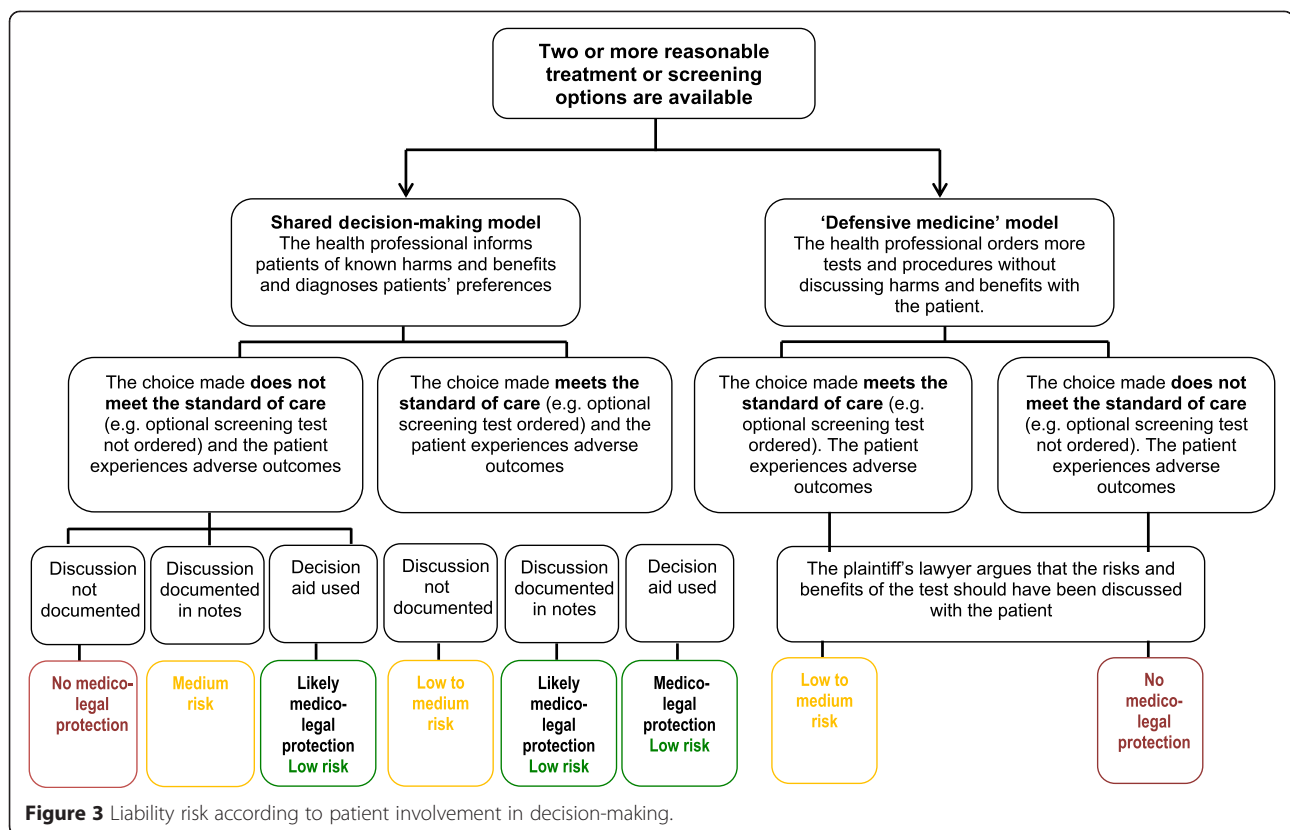 Two or more reasonable
treatment or screening
options are available
Shared decision-making model
The health professional informs
patients of known harms and benefits
and diagnoses patients’ preferences
‘Defensive medicine’ model
The health professional orders more
tests and procedures without
discussing harms and benefits with
the patient.
The choice made does not
meet the standard of care
(e.g. optional screening test
not ordered) and the patient
experiences adverse outcomes
The choice made meets the
standard of care (e.g. optional
screening test ordered) and the
patient experiences adverse
outcomes
The choice made meets the
standard of care (e.g.
optional screening test
ordered). The patient
experiences adverse
outcomes
The choice made does not
meet the standard of care
(e.g. optional screening test
not ordered). The patient
experiences adverse
outcomes
Discussion
not
documented
Discussion
documented
in notes
Decision
aid used
Discussion
not
documented
Discussion
documented
in notes
Decision
aid used
The plaintiff’s lawyer argues that the risks and
benefits of the test should have been discussed
with the patient
No medico-
legal
protection
Medium
risk
Likely
medico-
legal
protection
Low risk
Low to
medium
risk
Likely
medico-
legal
protection
Low risk
Medico-
legal
protection
Low risk
Low to
medium
risk
No
medico-
legal
protection
Figure 3 Liability risk according to patient involvement in decision-making.